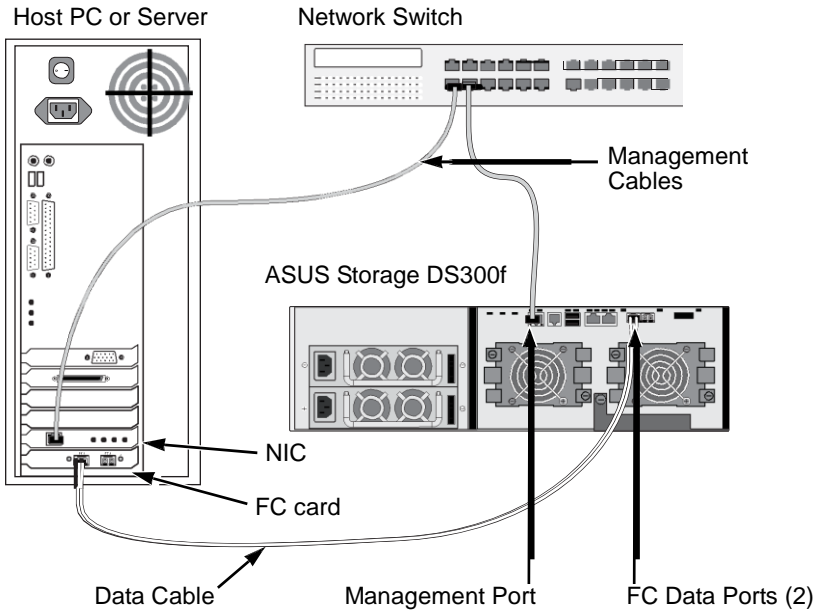 Host PC or Server
Network Switch
Management
Cables
ASUS Storage DS300f
NIC
FC card
Data Cable
Management Port
FC Data Ports (2)